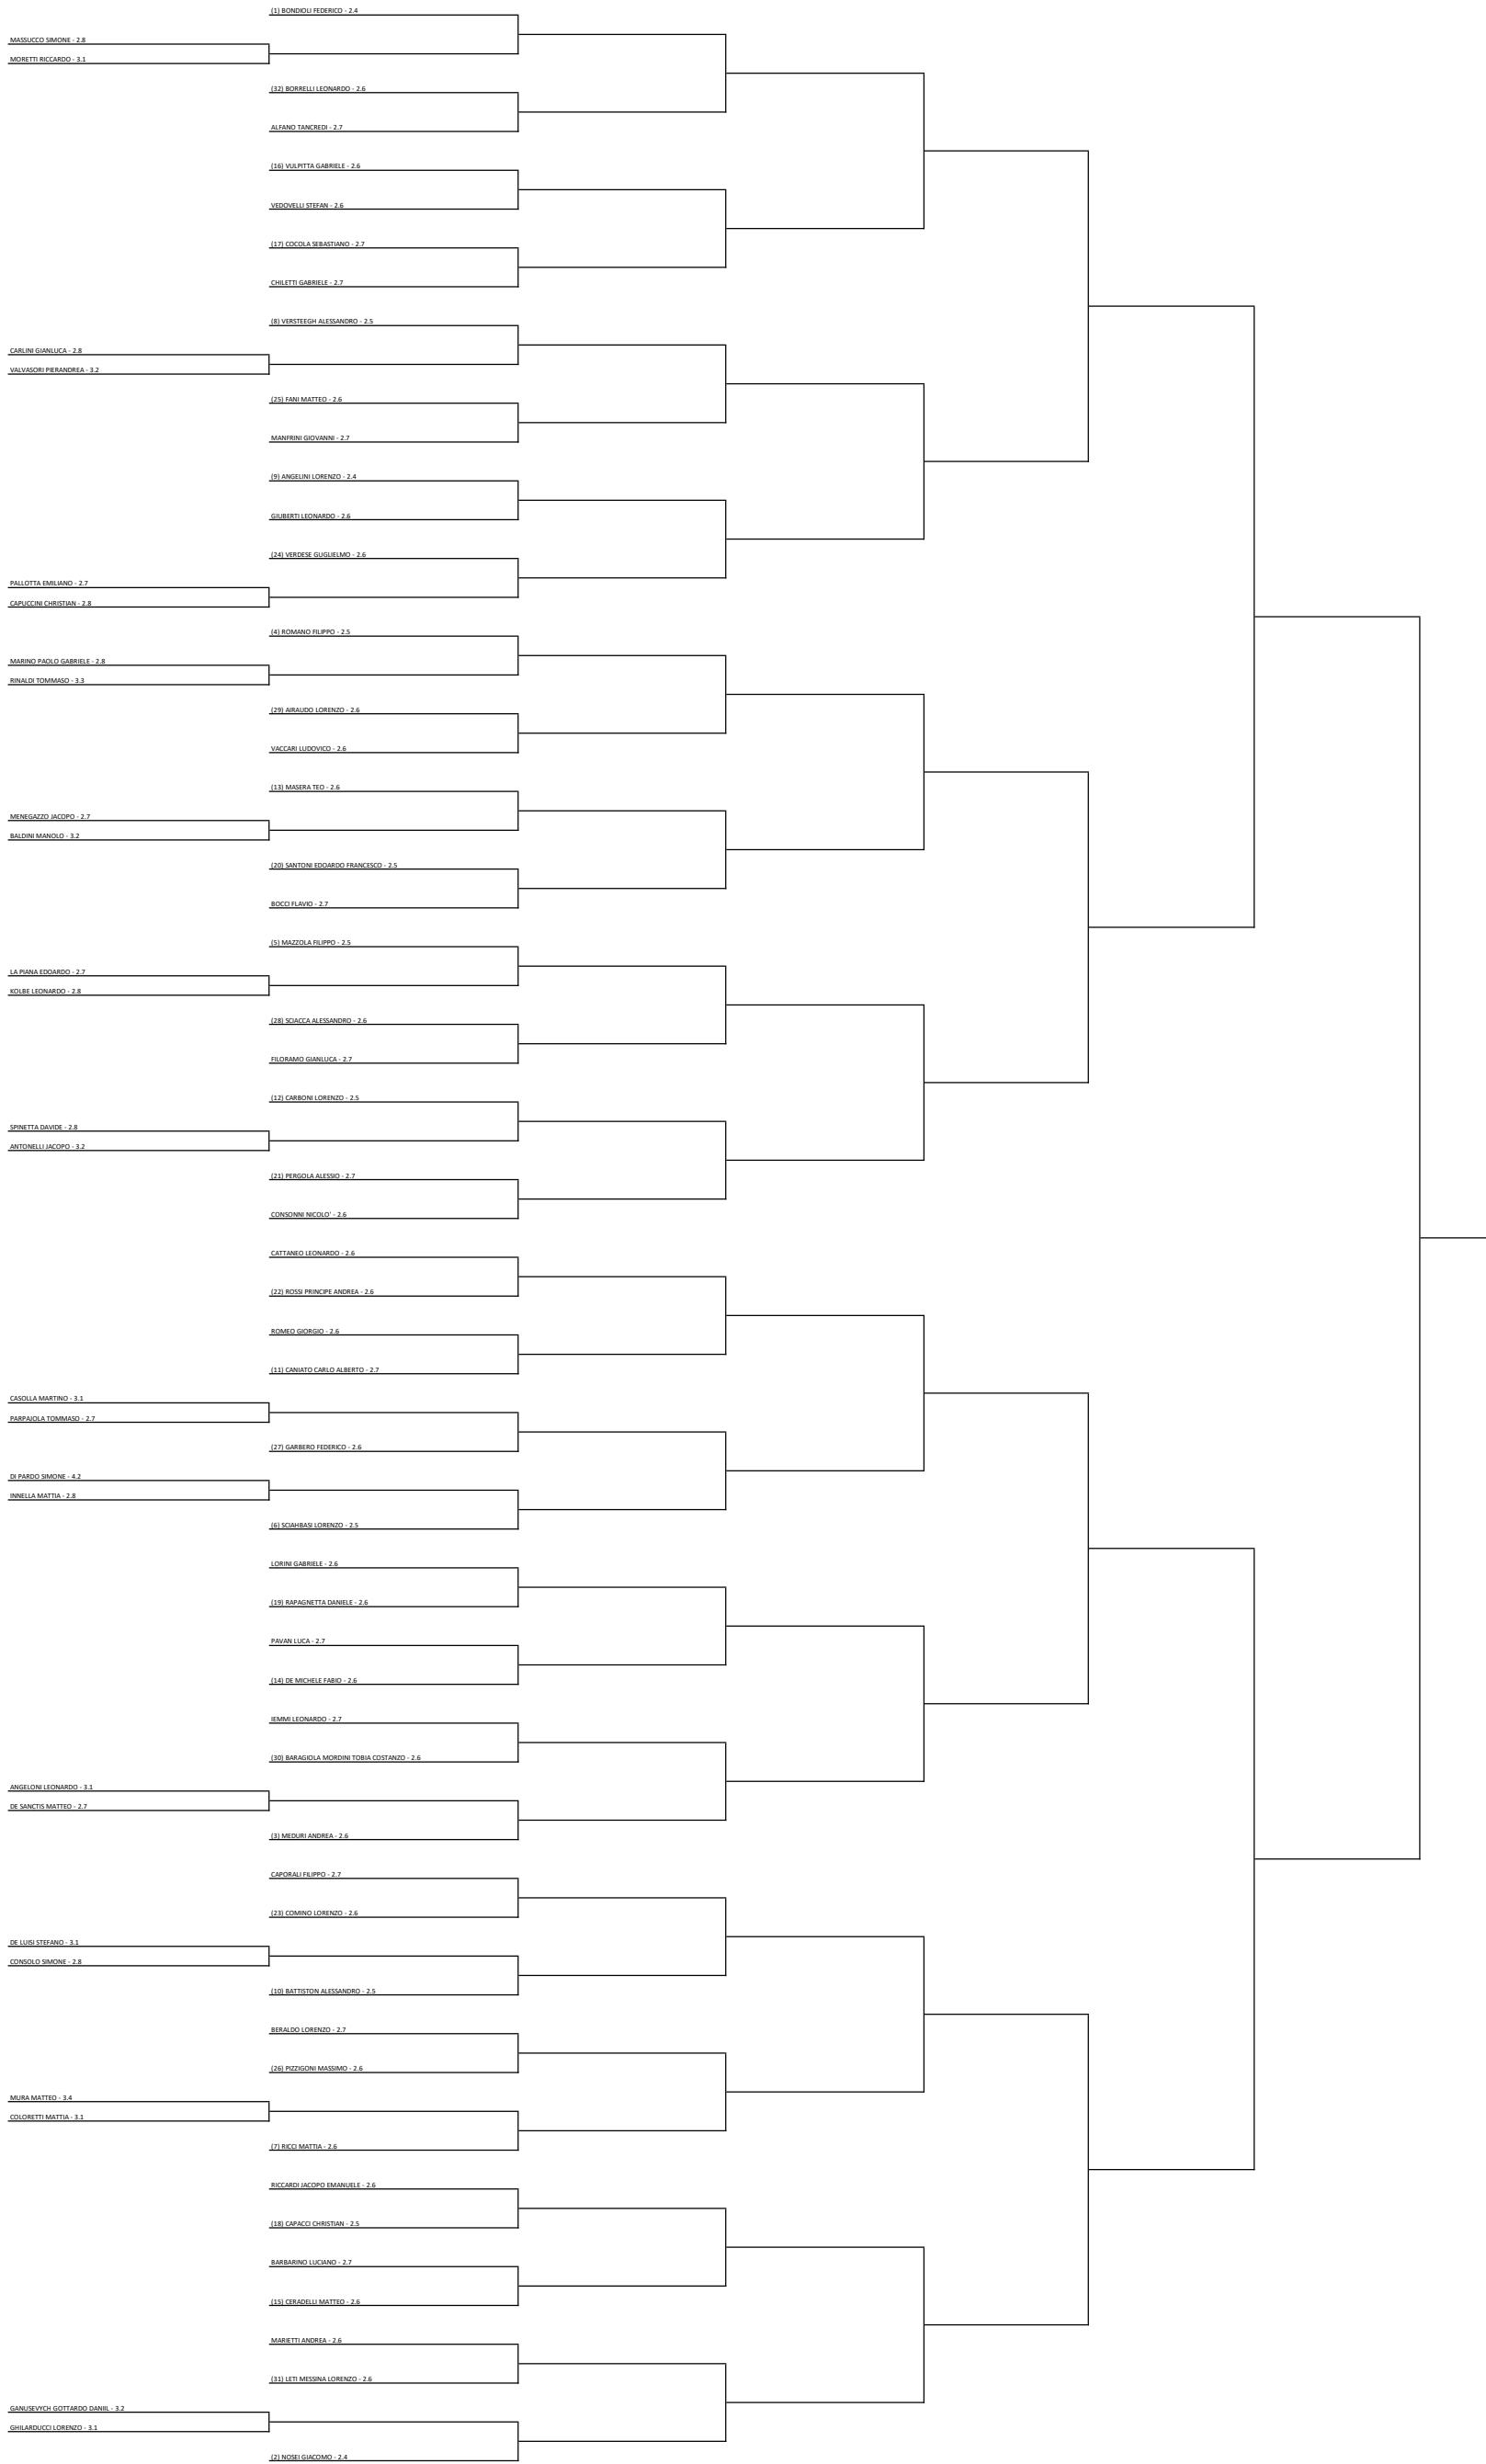 (1) BONDIOLI FEDERICO - 2.4
MASSUCCO SIMONE - 2.8
MORETTI RICCARDO - 3.1
(32) BORRELLI LEONARDO - 2.6
ALFANO TANCREDI - 2.7
(16) VULPITTA GABRIELE - 2.6
VEDOVELLI STEFAN - 2.6
(17) COCOLA SEBASTIANO - 2.7
CHILETTI GABRIELE - 2.7
(8) VERSTEEGH ALESSANDRO - 2.5
CARLINI GIANLUCA - 2.8
VALVASORI PIERANDREA - 3.2
(25) FANI MATTEO - 2.6
MANFRINI GIOVANNI - 2.7
(9) ANGELINI LORENZO - 2.4
GIUBERTI LEONARDO - 2.6
(24) VERDESE GUGLIELMO - 2.6
PALLOTTA EMILIANO - 2.7
CAPUCCINI CHRISTIAN - 2.8
(4) ROMANO FILIPPO - 2.5
MARINO PAOLO GABRIELE - 2.8
RINALDI TOMMASO - 3.3
(29) AIRAUDO LORENZO - 2.6
VACCARI LUDOVICO - 2.6
(13) MASERA TEO - 2.6
MENEGAZZO JACOPO - 2.7
BALDINI MANOLO - 3.2
(20) SANTONI EDOARDO FRANCESCO - 2.5
BOCCI FLAVIO - 2.7
(5) MAZZOLA FILIPPO - 2.5
LA PIANA EDOARDO - 2.7
KOLBE LEONARDO - 2.8
(28) SCIACCA ALESSANDRO - 2.6
FILORAMO GIANLUCA - 2.7
(12) CARBONI LORENZO - 2.5
SPINETTA DAVIDE - 2.8
ANTONELLI JACOPO - 3.2
(21) PERGOLA ALESSIO - 2.7
CONSONNI NICOLO' - 2.6
CATTANEO LEONARDO - 2.6
(22) ROSSI PRINCIPE ANDREA - 2.6
ROMEO GIORGIO - 2.6
(11) CANIATO CARLO ALBERTO - 2.7
CASOLLA MARTINO - 3.1
PARPAJOLA TOMMASO - 2.7
(27) GARBERO FEDERICO - 2.6
DI PARDO SIMONE - 4.2
INNELLA MATTIA - 2.8
(6) SCIAHBASI LORENZO - 2.5
LORINI GABRIELE - 2.6
(19) RAPAGNETTA DANIELE - 2.6
PAVAN LUCA - 2.7
(14) DE MICHELE FABIO - 2.6
IEMMI LEONARDO - 2.7
(30) BARAGIOLA MORDINI TOBIA COSTANZO - 2.6
ANGELONI LEONARDO - 3.1
DE SANCTIS MATTEO - 2.7
(3) MEDURI ANDREA - 2.6
CAPORALI FILIPPO - 2.7
(23) COMINO LORENZO - 2.6
DE LUISI STEFANO - 3.1
CONSOLO SIMONE - 2.8
(10) BATTISTON ALESSANDRO - 2.5
BERALDO LORENZO - 2.7
(26) PIZZIGONI MASSIMO - 2.6
MURA MATTEO - 3.4
COLORETTI MATTIA - 3.1
(7) RICCI MATTIA - 2.6
RICCARDI JACOPO EMANUELE - 2.6
(18) CAPACCI CHRISTIAN - 2.5
BARBARINO LUCIANO - 2.7
(15) CERADELLI MATTEO - 2.6
MARIETTI ANDREA - 2.6
(31) LETI MESSINA LORENZO - 2.6
GANUSEVYCH GOTTARDO DANIIL - 3.2
GHILARDUCCI LORENZO - 3.1
(2) NOSEI GIACOMO - 2.4